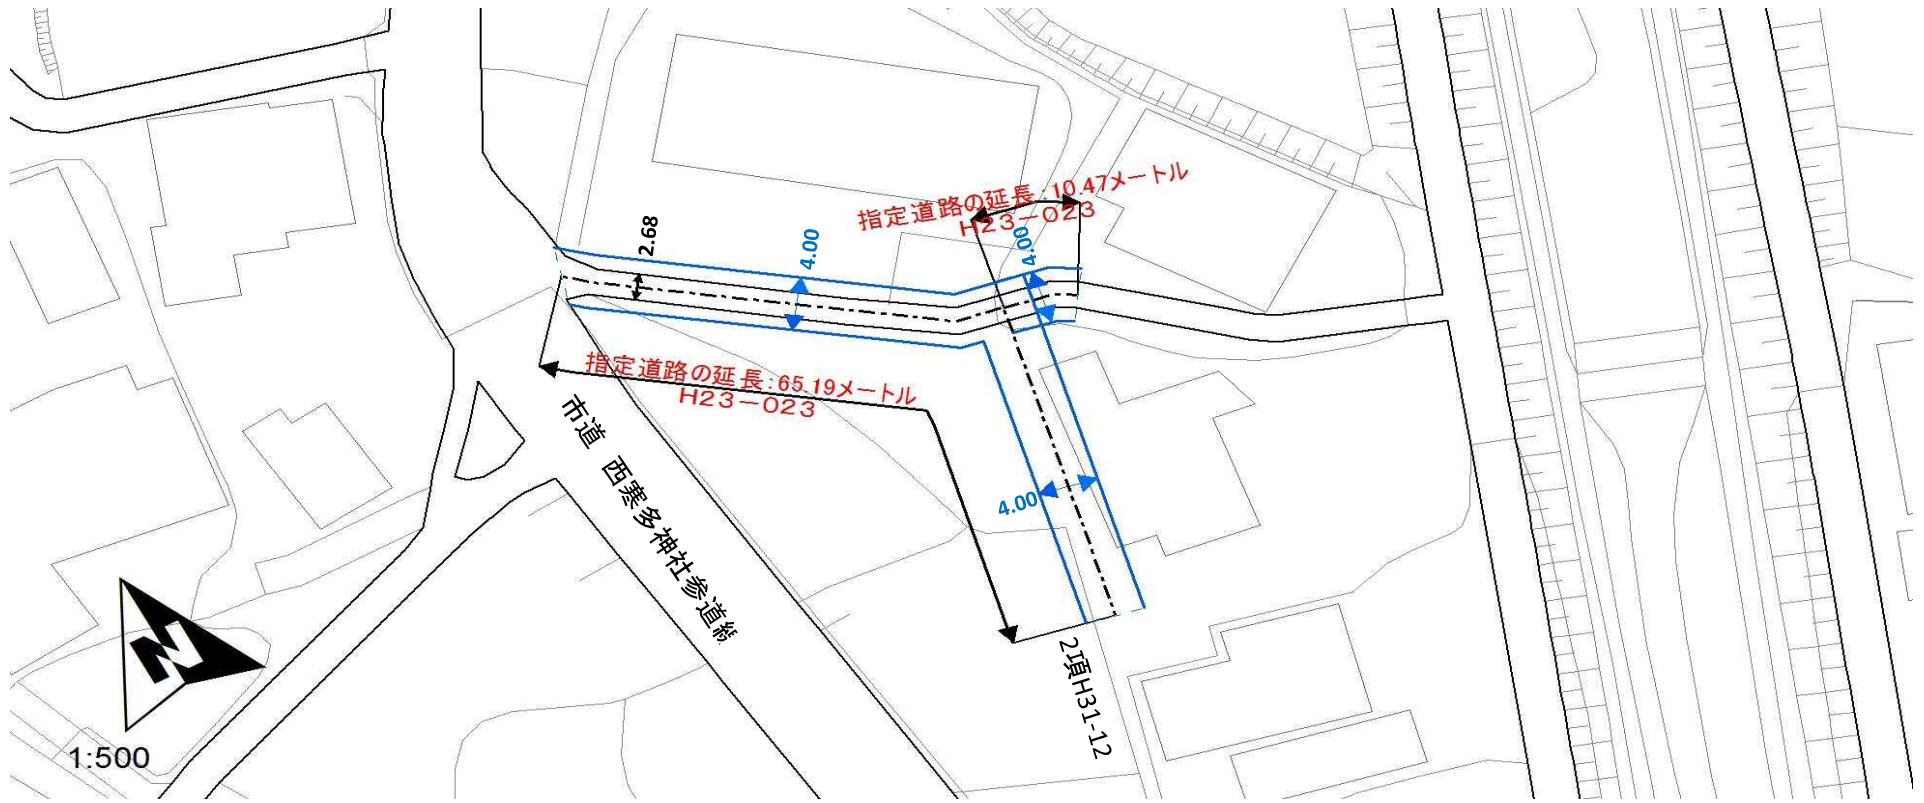 指定道路の延長:10.47メートル
H23-023
2.68
4.00
4.00
指定道路の延長:65.19メートル
H23-023
市道 西寒多神社参道
4.00
2項H31-12
N
1:500